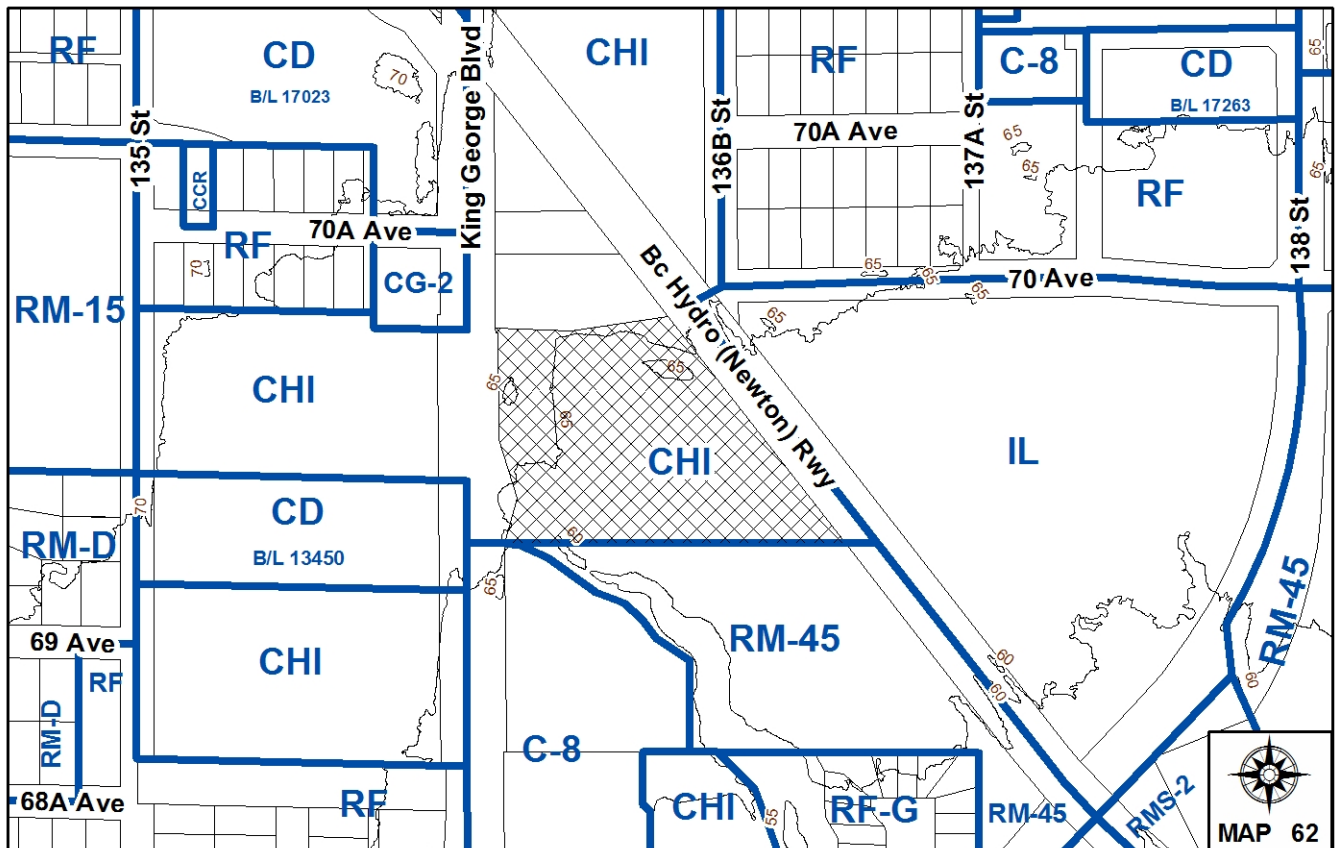 RF
CD
B/L 17023
70
King George Blvd
CHI
136B St
RF
70A Ave
137A St
C-8
CD
B/L 17263
65
65
65
65
RF
138 St
135 St
CCR
RF
70A Ave
70
CG-2
RM-15
Bc Hydro (Newton) Rwy
65
65
65
70 Ave
65
CHI
65
65
65
CHI
IL
70
CD
B/L 13450
RM-D
60
65
RM-45
RM-45
CHI
69 Ave
RF
RM-D
60
60
60
C-8
68A Ave
RF
CHI
55
RF-G
RM-45
RMS-2
MAP 62